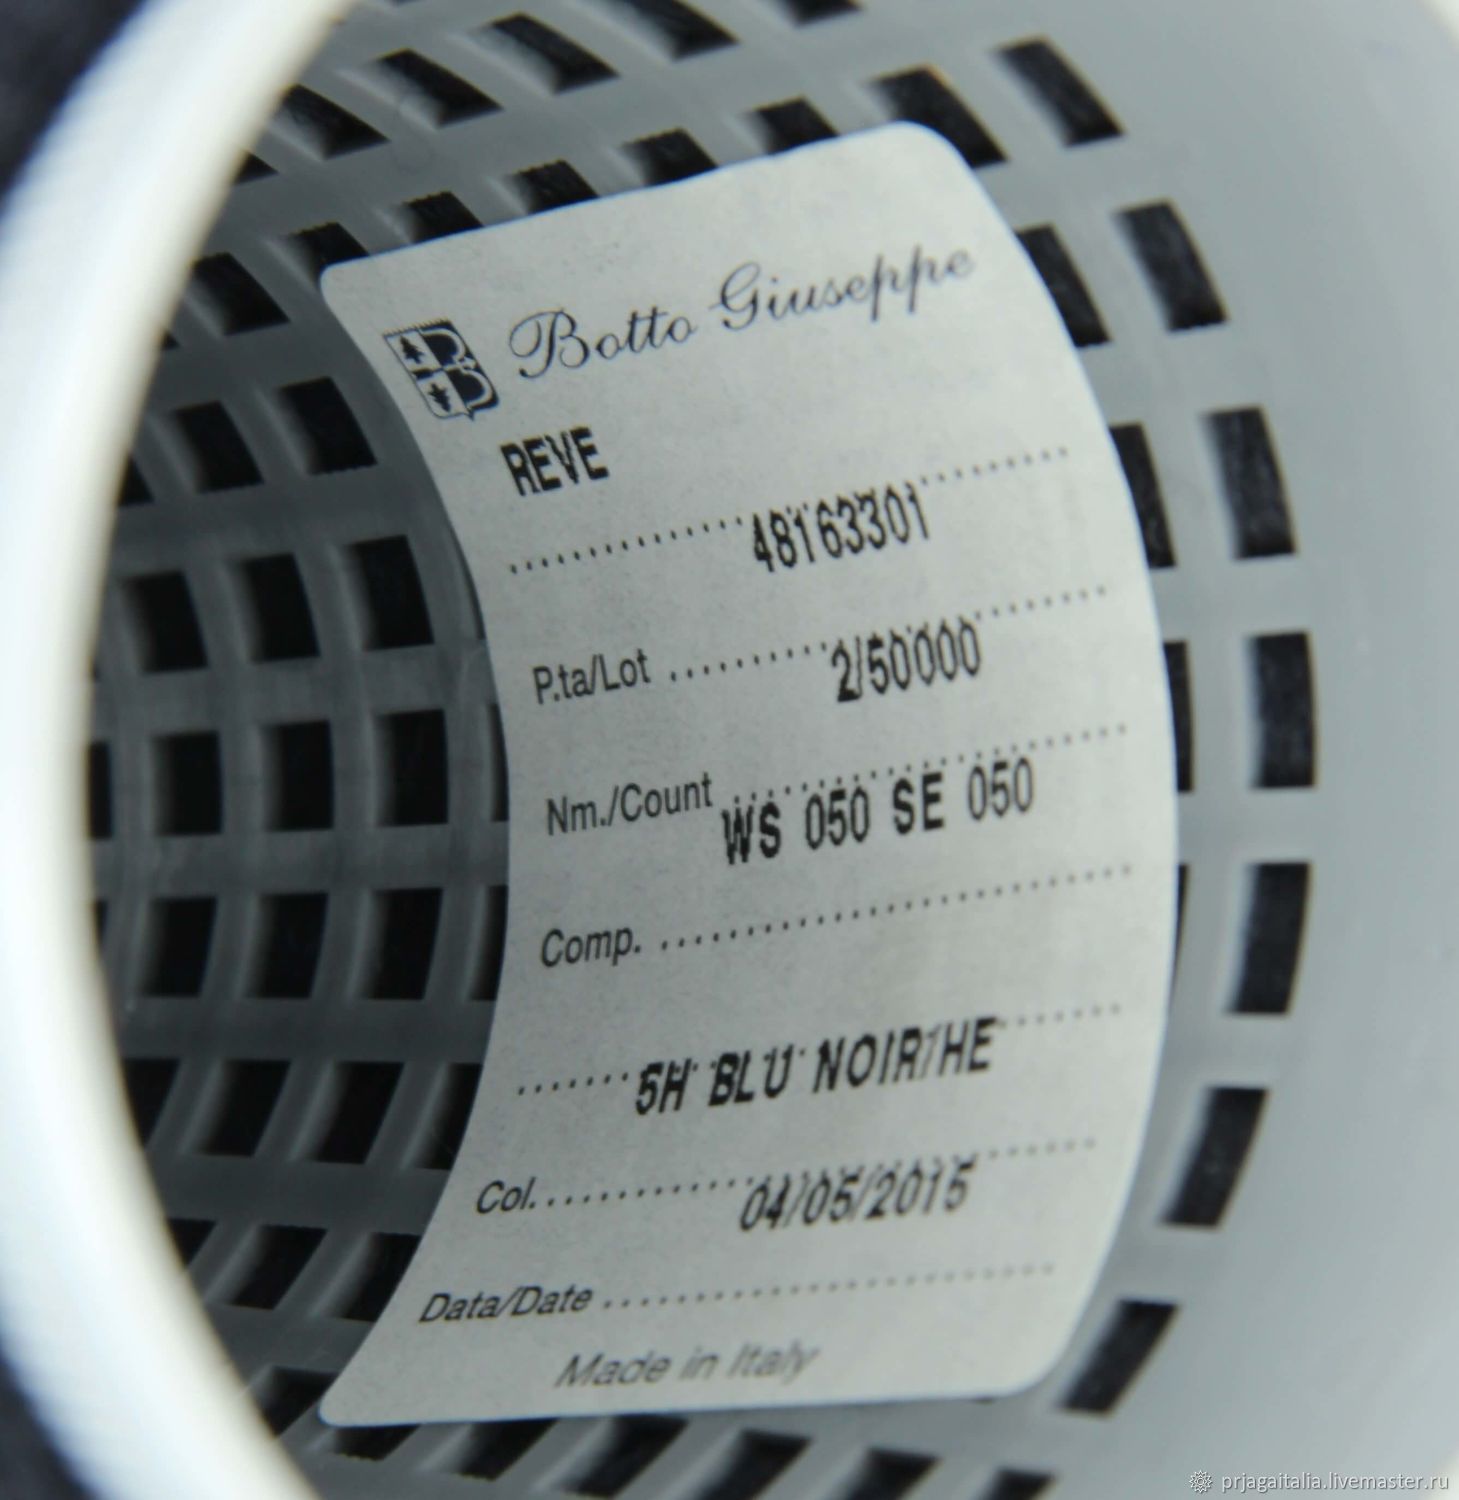 Botto Giuseppe
REVE
48163301
P.ta/Lot
2/50000
Nm./Count
WS 050 SE 050
Comp.
5H BLU NOIR/HE
Col.
04/05/2015
Data/Date
Made in Italy
prjagaitalia.livemaster.ru